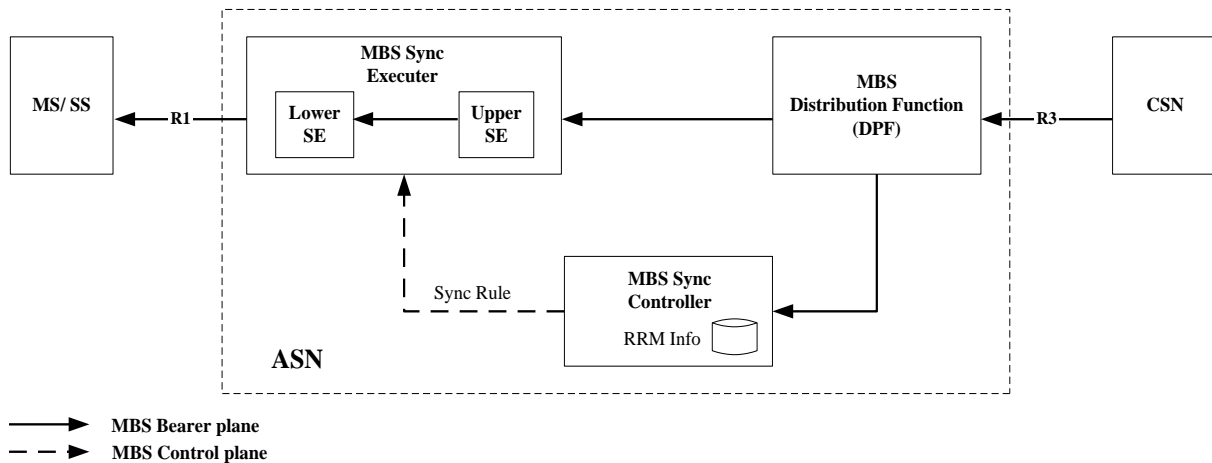 MS/ SS
R1
MBS Sync
Executer
Lower
SE
Upper
SE
MBS
Distribution Function
(DPF)
R3
CSN
Sync Rule
MBS Sync
Controller
RRM Info
ASN
MBS Bearer plane
MBS Control plane